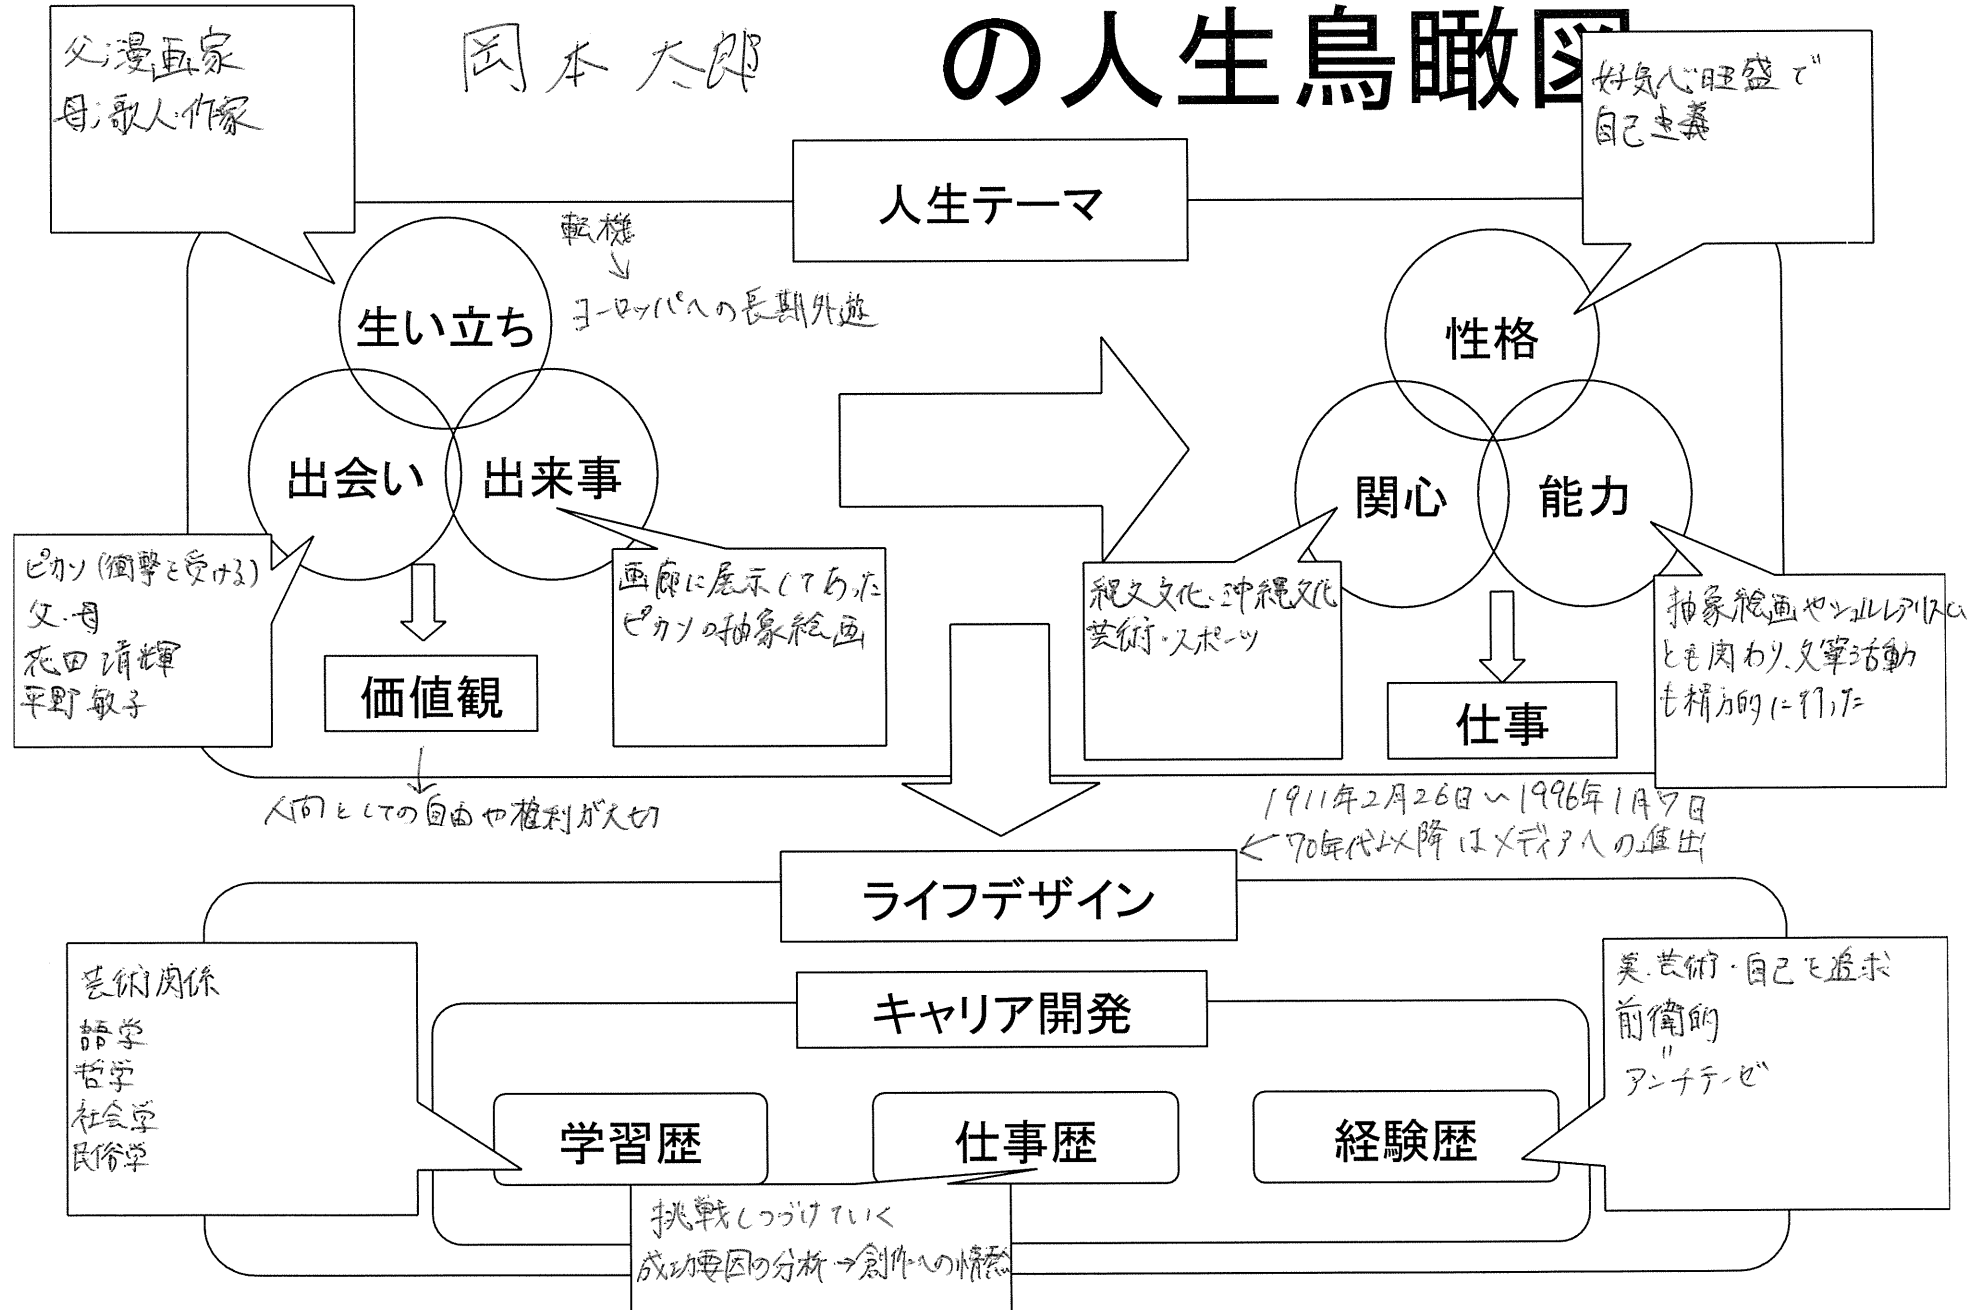 岡本太郎 の人生鳥瞰図
父;漫画家
母;歌人・作家
好気心旺盛で
自己主義
人生テーマ
転機
↓
ヨーロッパへの長期外遊
生い立ち
出会い
出来事
ピカソ(衝撃を受ける)
父・母
花田清輝
平野敏子
画廊に展示してあった
ピカソの抽象絵画
価値観
↓
人間としての自由や権利が大切
性格
関心
能力
縄文文化・沖縄文化
芸術・スポーツ
抽象絵画やシュルレアリスム
とも関わり、文筆活動
も精力的に行った
仕事
1911年2月26日〜1996年1月7日
←70年代以降はメディアへの進出
ライフデザイン
キャリア開発
芸術関係
語学
哲学
社会学
民俗学
学習歴
仕事歴
経験歴
挑戦しつづけていく
成功要因の分析→創作への情熱
美・芸術・自己を追求
前衛的
〃
アンチテーゼ